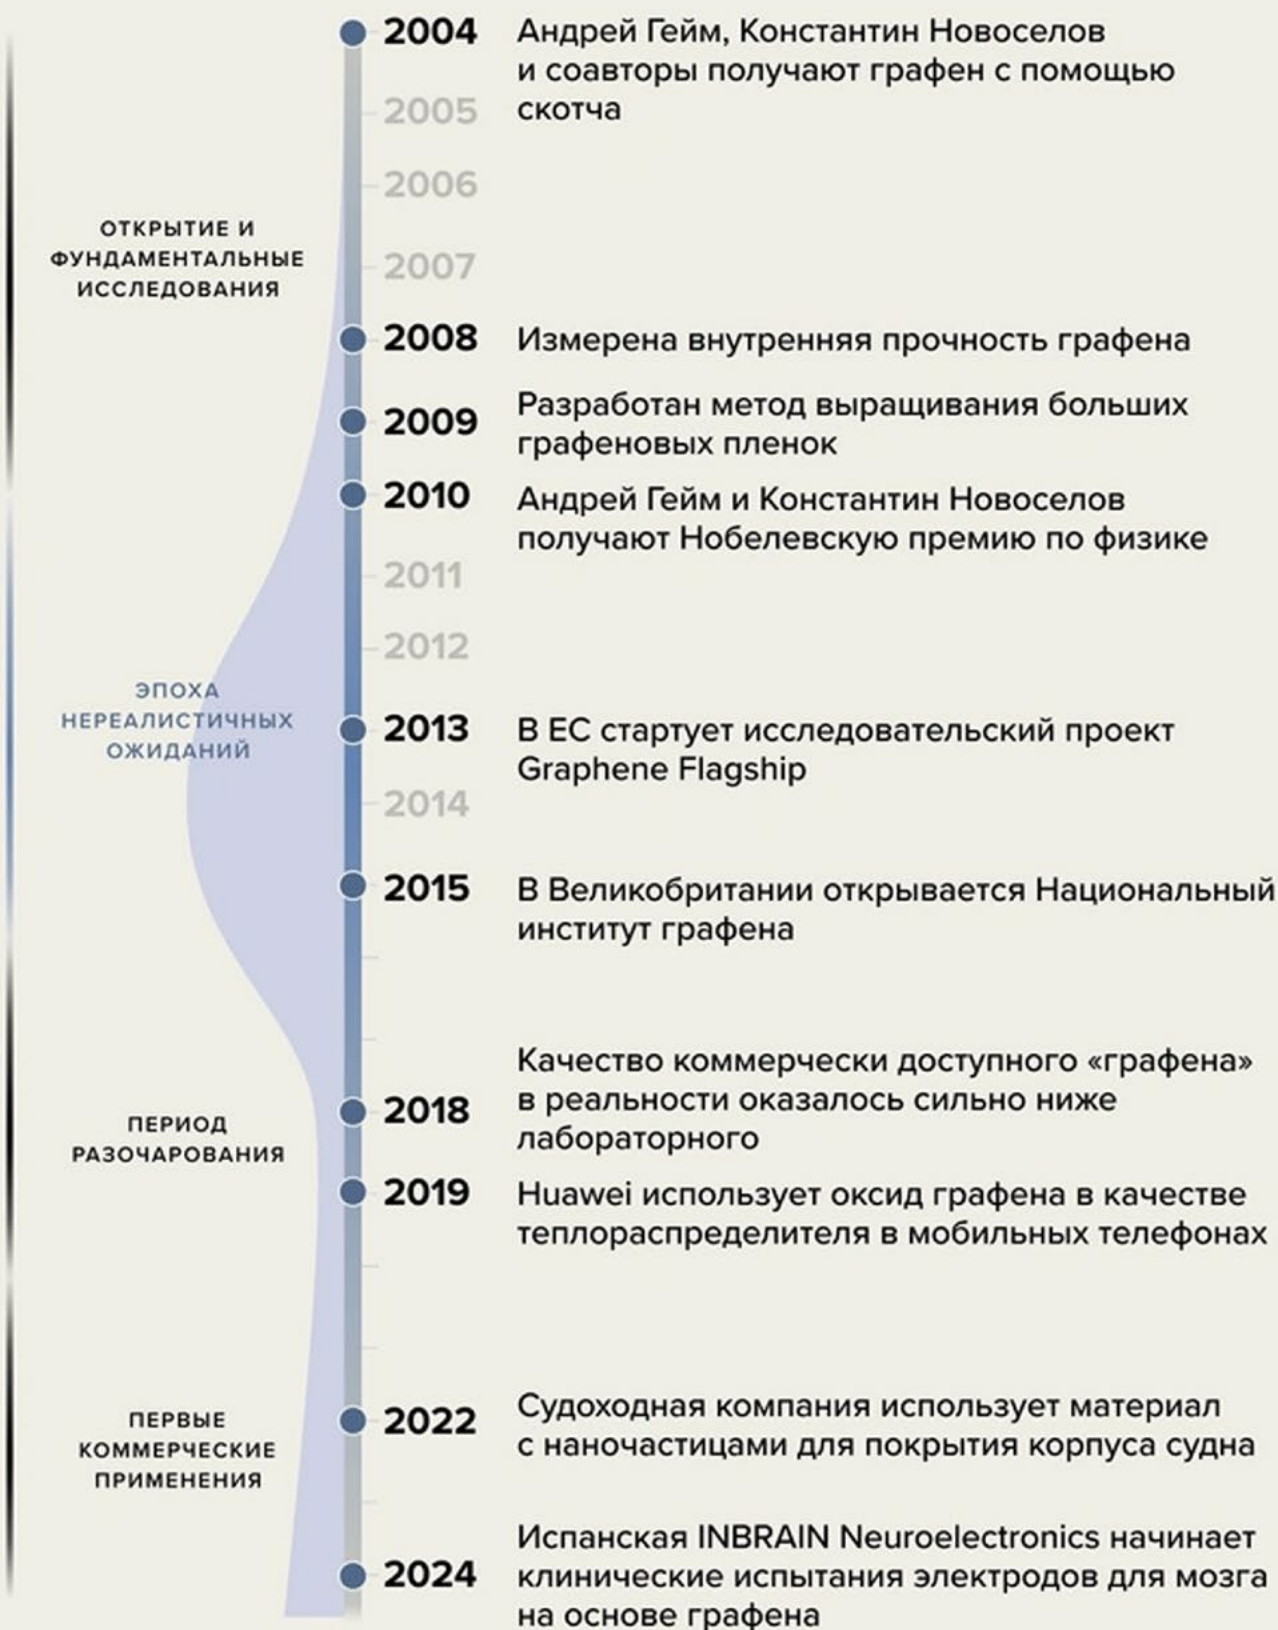 2004
Андрей Гейм, Константин Новоселов
и соавторы получают графен с помощью
скотча
2005
2006
ОТКРЫТИЕ И
ФУНДАМЕНТАЛЬНЫЕ
ИССЛЕДОВАНИЯ
2007
2008
Измерена внутренняя прочность графена
2009
Разработан метод выращивания больших
графеновых пленок
2010
Андрей Гейм и Константин Новоселов
получают Нобелевскую премию по физике
2011
2012
ЭПОХА
НЕРЕАЛИСТИЧНЫХ
ОЖИДАНИЙ
2013
В ЕС стартует исследовательский проект
Graphene Flagship
2014
2015
В Великобритании открывается Национальный
институт графена
ПЕРИОД
РАЗОЧАРОВАНИЯ
2018
Качество коммерчески доступного «графена»
в реальности оказалось сильно ниже
лабораторного
2019
Huawei использует оксид графена в качестве
теплораспределителя в мобильных телефонах
ПЕРВЫЕ
КОММЕРЧЕСКИЕ
ПРИМЕНЕНИЯ
2022
Судоходная компания использует материал
с наночастицами для покрытия корпуса судна
2024
Испанская INBRAIN Neuroelectronics начинает
клинические испытания электродов для мозга
на основе графена